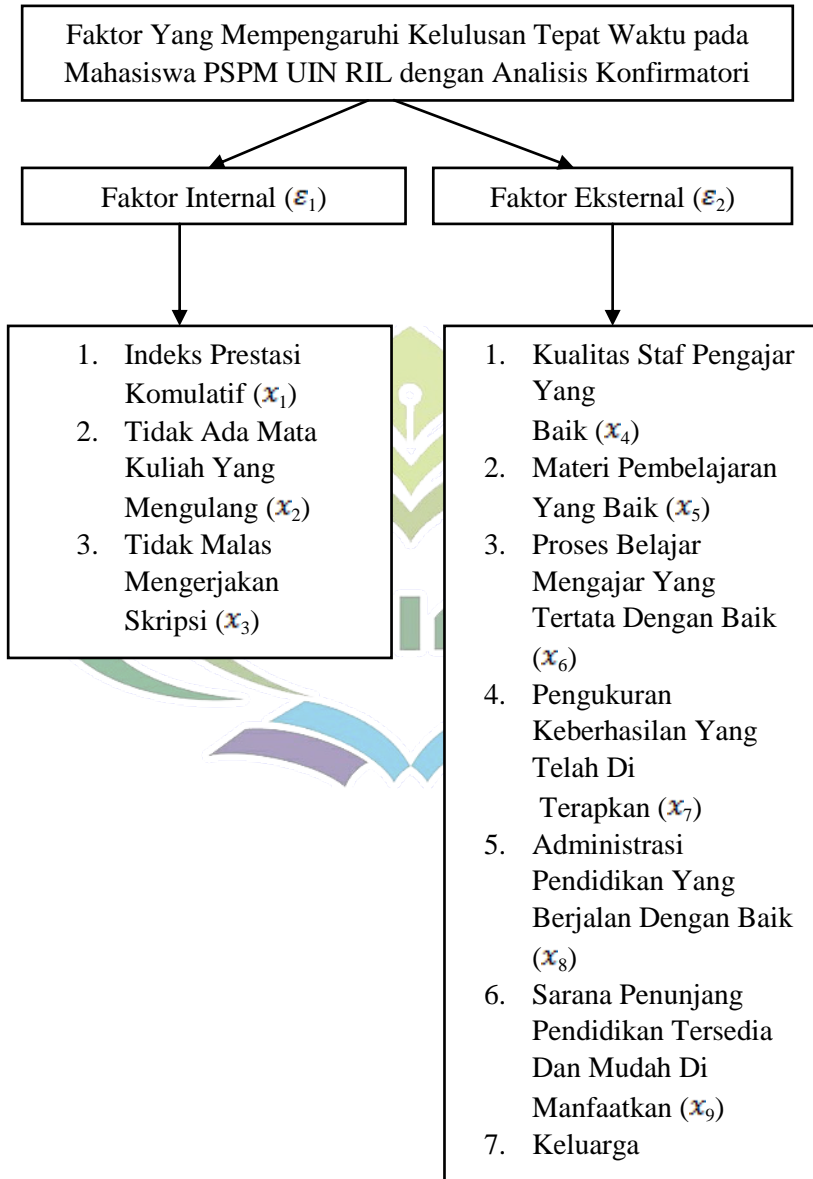 Faktor Yang Mempengaruhi Kelulusan Tepat Waktu pada
Mahasiswa PSPM UIN RIL dengan Analisis Konfirmatori
Faktor Internal (ε₁)
Faktor Eksternal (ε₂)
1. Indeks Prestasi
Komulatif (x₁)
2. Tidak Ada Mata
Kuliah Yang
Mengulang (x₂)
3. Tidak Malas
Mengerjakan
Skripsi (x₃)
1. Kualitas Staf Pengajar
Yang
Baik (x₄)
2. Materi Pembelajaran
Yang Baik (x₅)
3. Proses Belajar
Mengajar Yang
Tertata Dengan Baik
(x₆)
4. Pengukuran
Keberhasilan Yang
Telah Di
Terapkan (x₇)
5. Administrasi
Pendidikan Yang
Berjalan Dengan Baik
(x₈)
6. Sarana Penunjang
Pendidikan Tersedia
Dan Mudah Di
Manfaatkan (x₉)
7. Keluarga